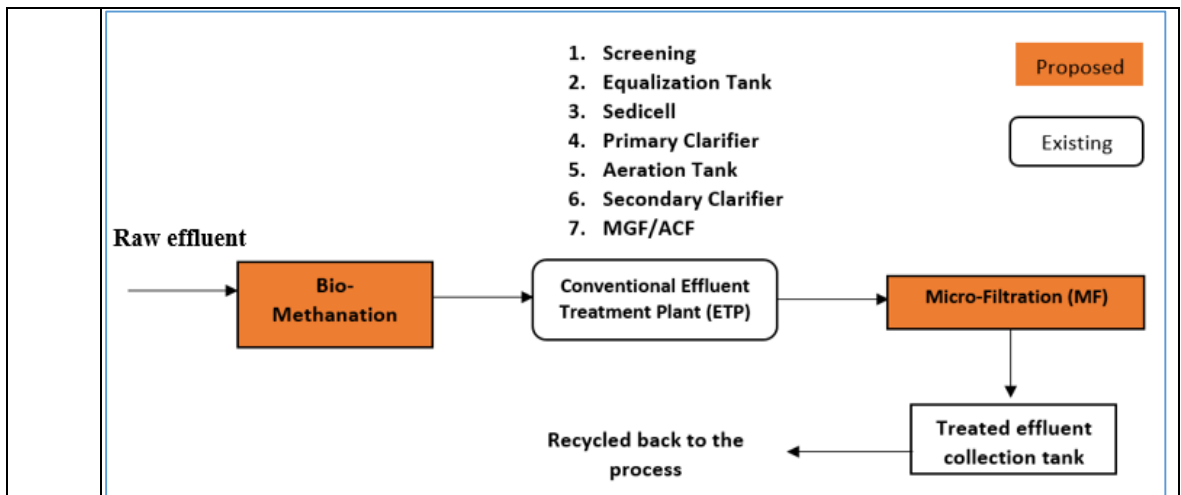 1. Screening
2. Equalization Tank
3. Sedicell
4. Primary Clarifier
5. Aeration Tank
6. Secondary Clarifier
7. MGF/ACF
Proposed
Existing
Raw effluent
Bio-
Methanation
Conventional Effluent
Treatment Plant (ETP)
Micro-Filtration (MF)
Treated effluent
collection tank
Recycled back to the
process